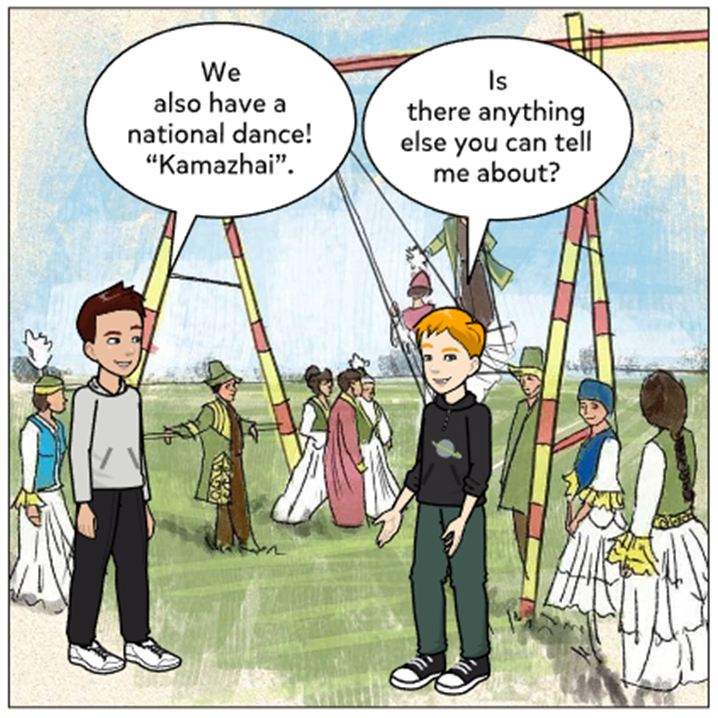 We
also have a
national dance!
“Kamazhai”.
Is
there anything
else you can tell
me about?